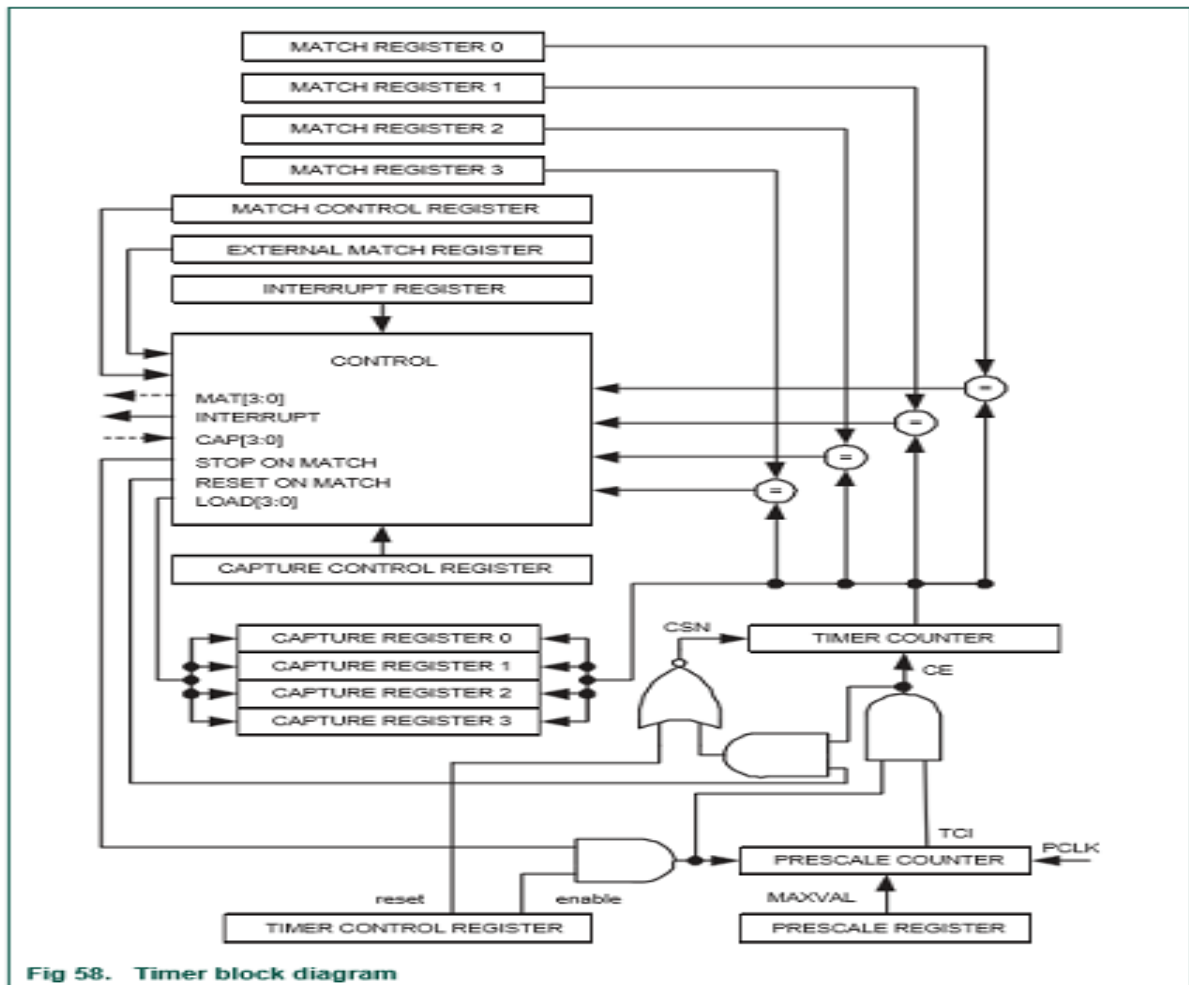 MATCH REGISTER 0
MATCH REGISTER 1
MATCH REGISTER 2
MATCH REGISTER 3
MATCH CONTROL REGISTER
EXTERNAL MATCH REGISTER
INTERRUPT REGISTER
CONTROL
=
MAT[3:0]
INTERRUPT
=
CAP[3:0]
STOP ON MATCH
=
RESET ON MATCH
=
LOAD[3:0]
CAPTURE CONTROL REGISTER
CSN
CAPTURE REGISTER 0
TIMER COUNTER
CAPTURE REGISTER 1
CE
CAPTURE REGISTER 2
CAPTURE REGISTER 3
TCI
PCLK
PRESCALE COUNTER
reset
enable
MAXVAL
TIMER CONTROL REGISTER
PRESCALE REGISTER
Fig 58. Timer block diagram